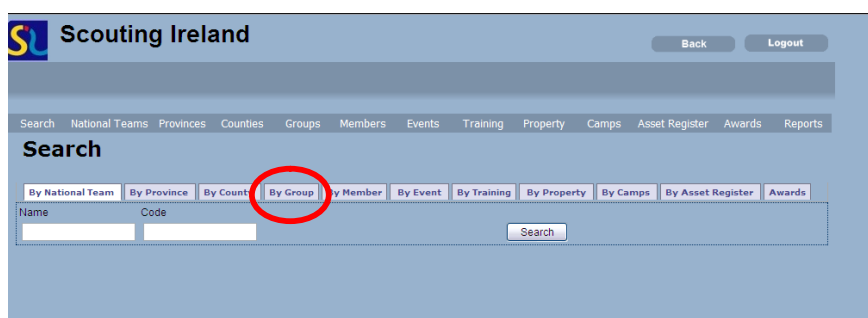 Scouting Ireland
Back Logout
Search National Teams Provinces Counties Groups Members Events Training Property Camps Asset Register Awards Reports
Search
By National Team By Province By County By Group By Member By Event By Training By Property By Camps By Asset Register Awards
Name Code
Search